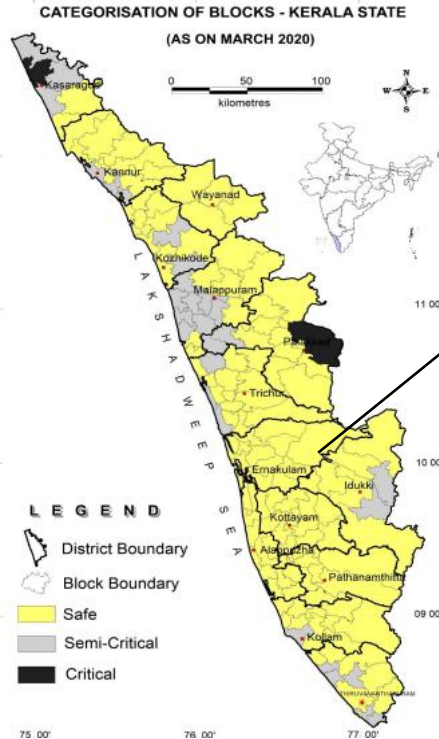 CATEGORISATION OF BLOCKS - KERALA STATE
(AS ON MARCH 2020)
0 50 100
kilometres
N
W E
S
Kasaragod
Kannur
Wayanad
Kozhikode
Malappuram
11 00'
Palakkad
Trichur
LAKSHADWEEP SEA
10 00'
Ernakulam
Idukki
Kottayam
Alappuzha
Pathanamthitta
09 00'
Kollam
THIRUVANANTHAPURAM
LEGEND
District Boundary
Block Boundary
Safe
Semi-Critical
Critical
75 00' 76 00' 77 00'